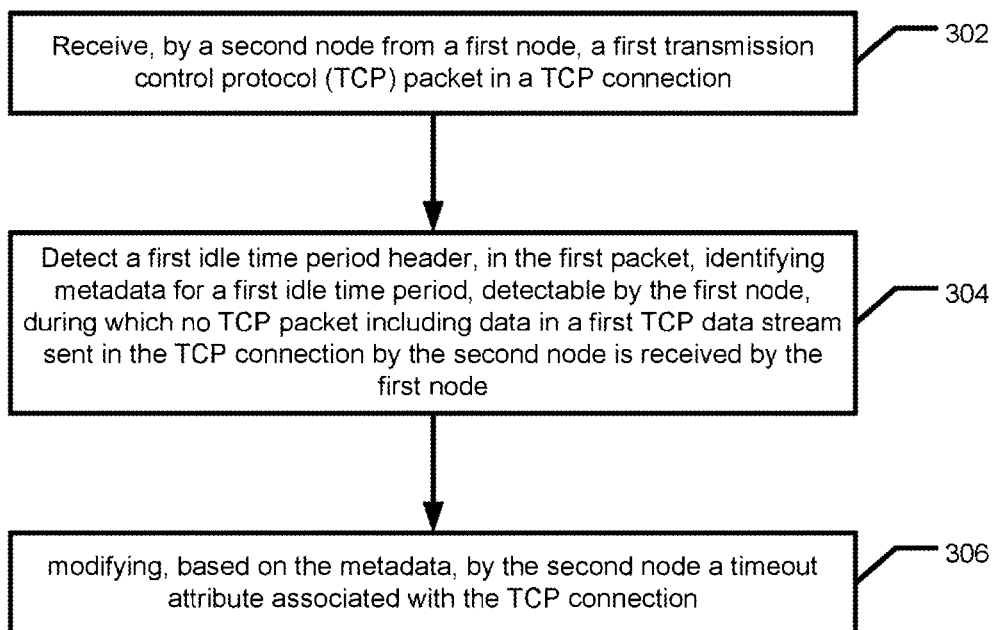 Receive, by a second node from a first node, a first transmission
control protocol (TCP) packet in a TCP connection
302
Detect a first idle time period header, in the first packet, identifying
metadata for a first idle time period, detectable by the first node,
during which no TCP packet including data in a first TCP data stream
sent in the TCP connection by the second node is received by the
first node
304
modifying, based on the metadata, by the second node a timeout
attribute associated with the TCP connection
306